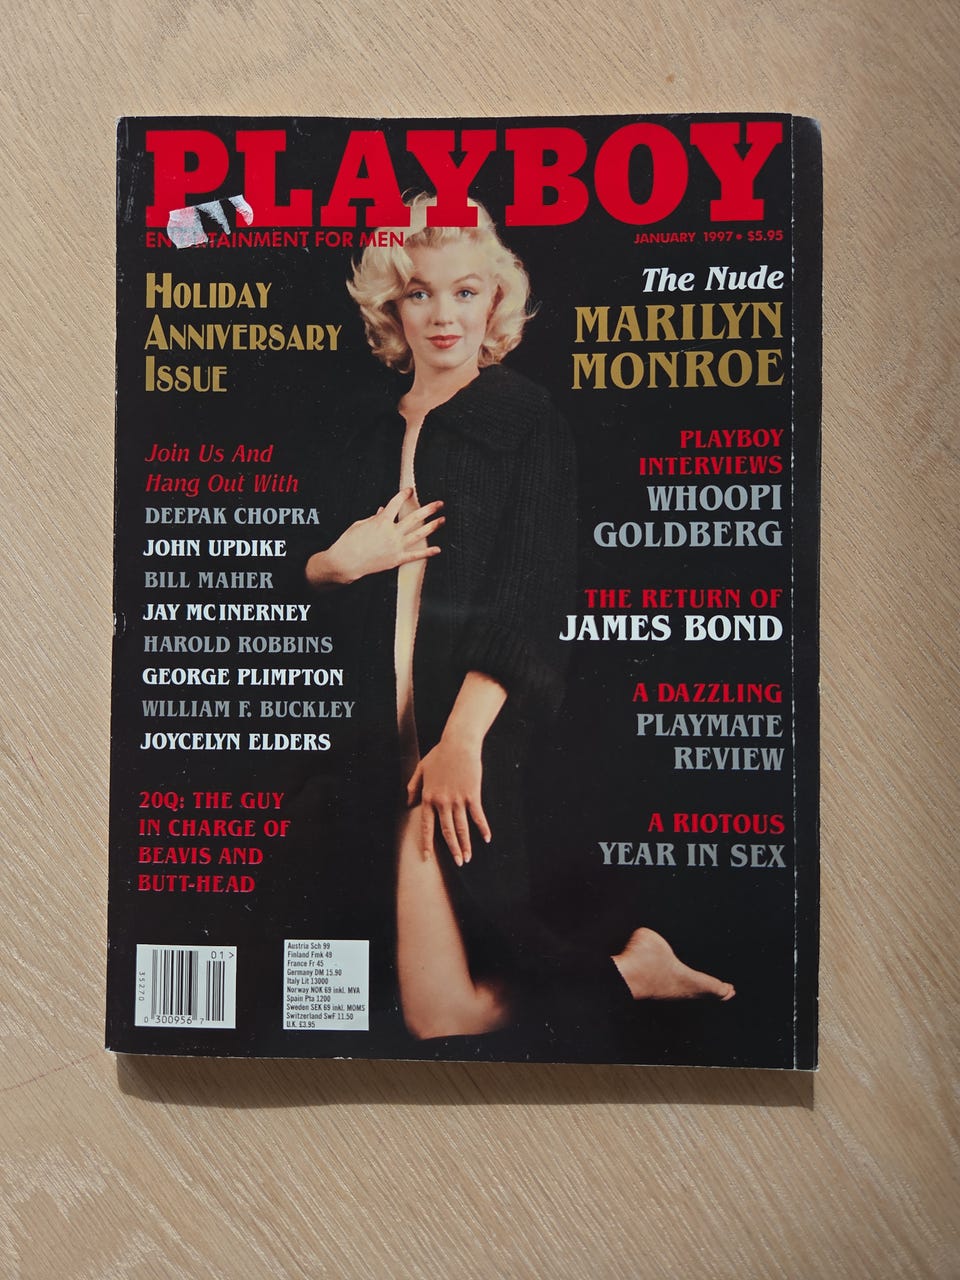 PLAYBOY
ENTERTAINMENT FOR MEN
JANUARY 1997 • $5.95
HOLIDAY
ANNIVERSARY
ISSUE
Join Us And
Hang Out With
DEEPAK CHOPRA
JOHN UPDIKE
BILL MAHER
JAY MCINERNEY
HAROLD ROBBINS
GEORGE PLIMPTON
WILLIAM F. BUCKLEY
JOYCELYN ELDERS
20Q: THE GUY
IN CHARGE OF
BEAVIS AND
BUTT-HEAD
The Nude
MARILYN
MONROE
PLAYBOY
INTERVIEWS
WHOOPI
GOLDBERG
THE RETURN OF
JAMES BOND
A DAZZLING
PLAYMATE
REVIEW
A RIOTOUS
YEAR IN SEX
01>
35270
0 300956 7
Austria Sch 99
Finland Fmk 49
France Fr 45
Germany DM 15.90
Italy Lit 13000
Norway NOK 69 inkl. MVA
Spain Pta 1200
Sweden SEK 69 inkl. MOMS
Switzerland SwF 11.50
U.K. £3.95